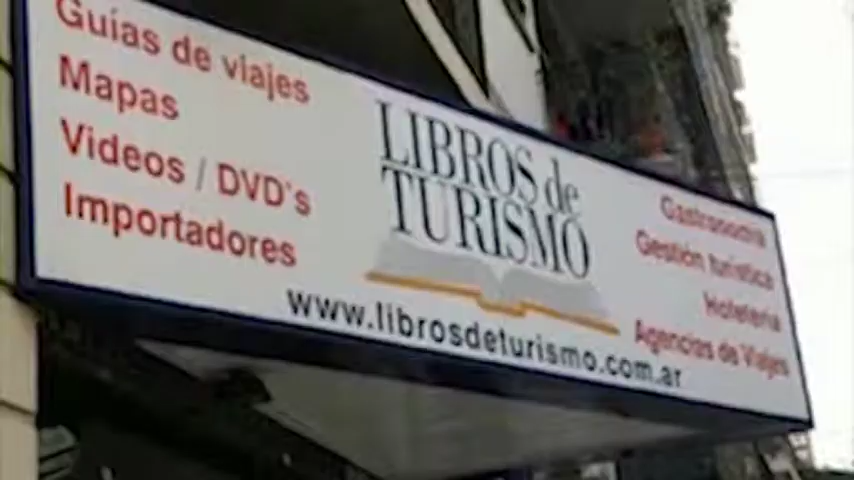 Guías de viajes
Mapas
Videos / DVD's
Importadores
LIBROS de
TURISMO
www.librosdeturismo.com.ar
Gastronomía
Gestión turística
Hotelería
Agencias de Viajes